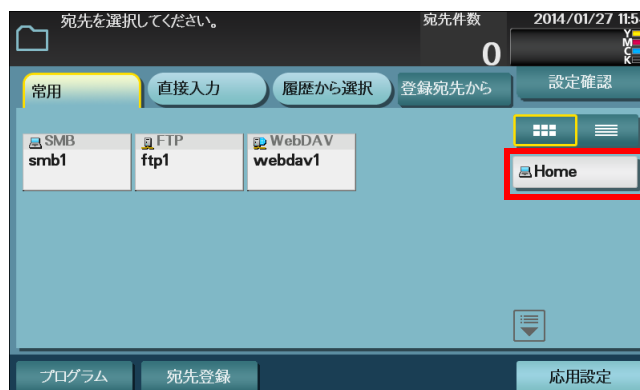 宛先を選択してください。
宛先件数
0
2014/01/27 11:5
Y
M
C
K
常用
直接入力
履歴から選択
登録宛先から
設定確認
SMB
smb1
FTP
ftp1
WebDAV
webdav1
Home
プログラム
宛先登録
応用設定